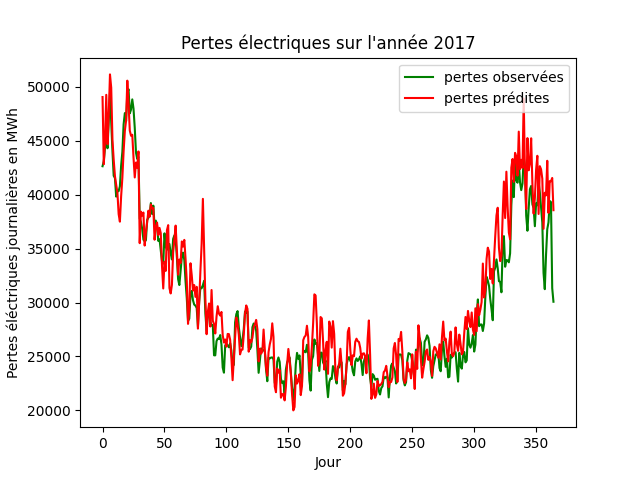 Pertes électriques sur l'année 2017
pertes observées
pertes prédites
Pertes éléctriques journalières en MWh
50000
45000
40000
35000
30000
25000
20000
0 50 100 150 200 250 300 350
Jour